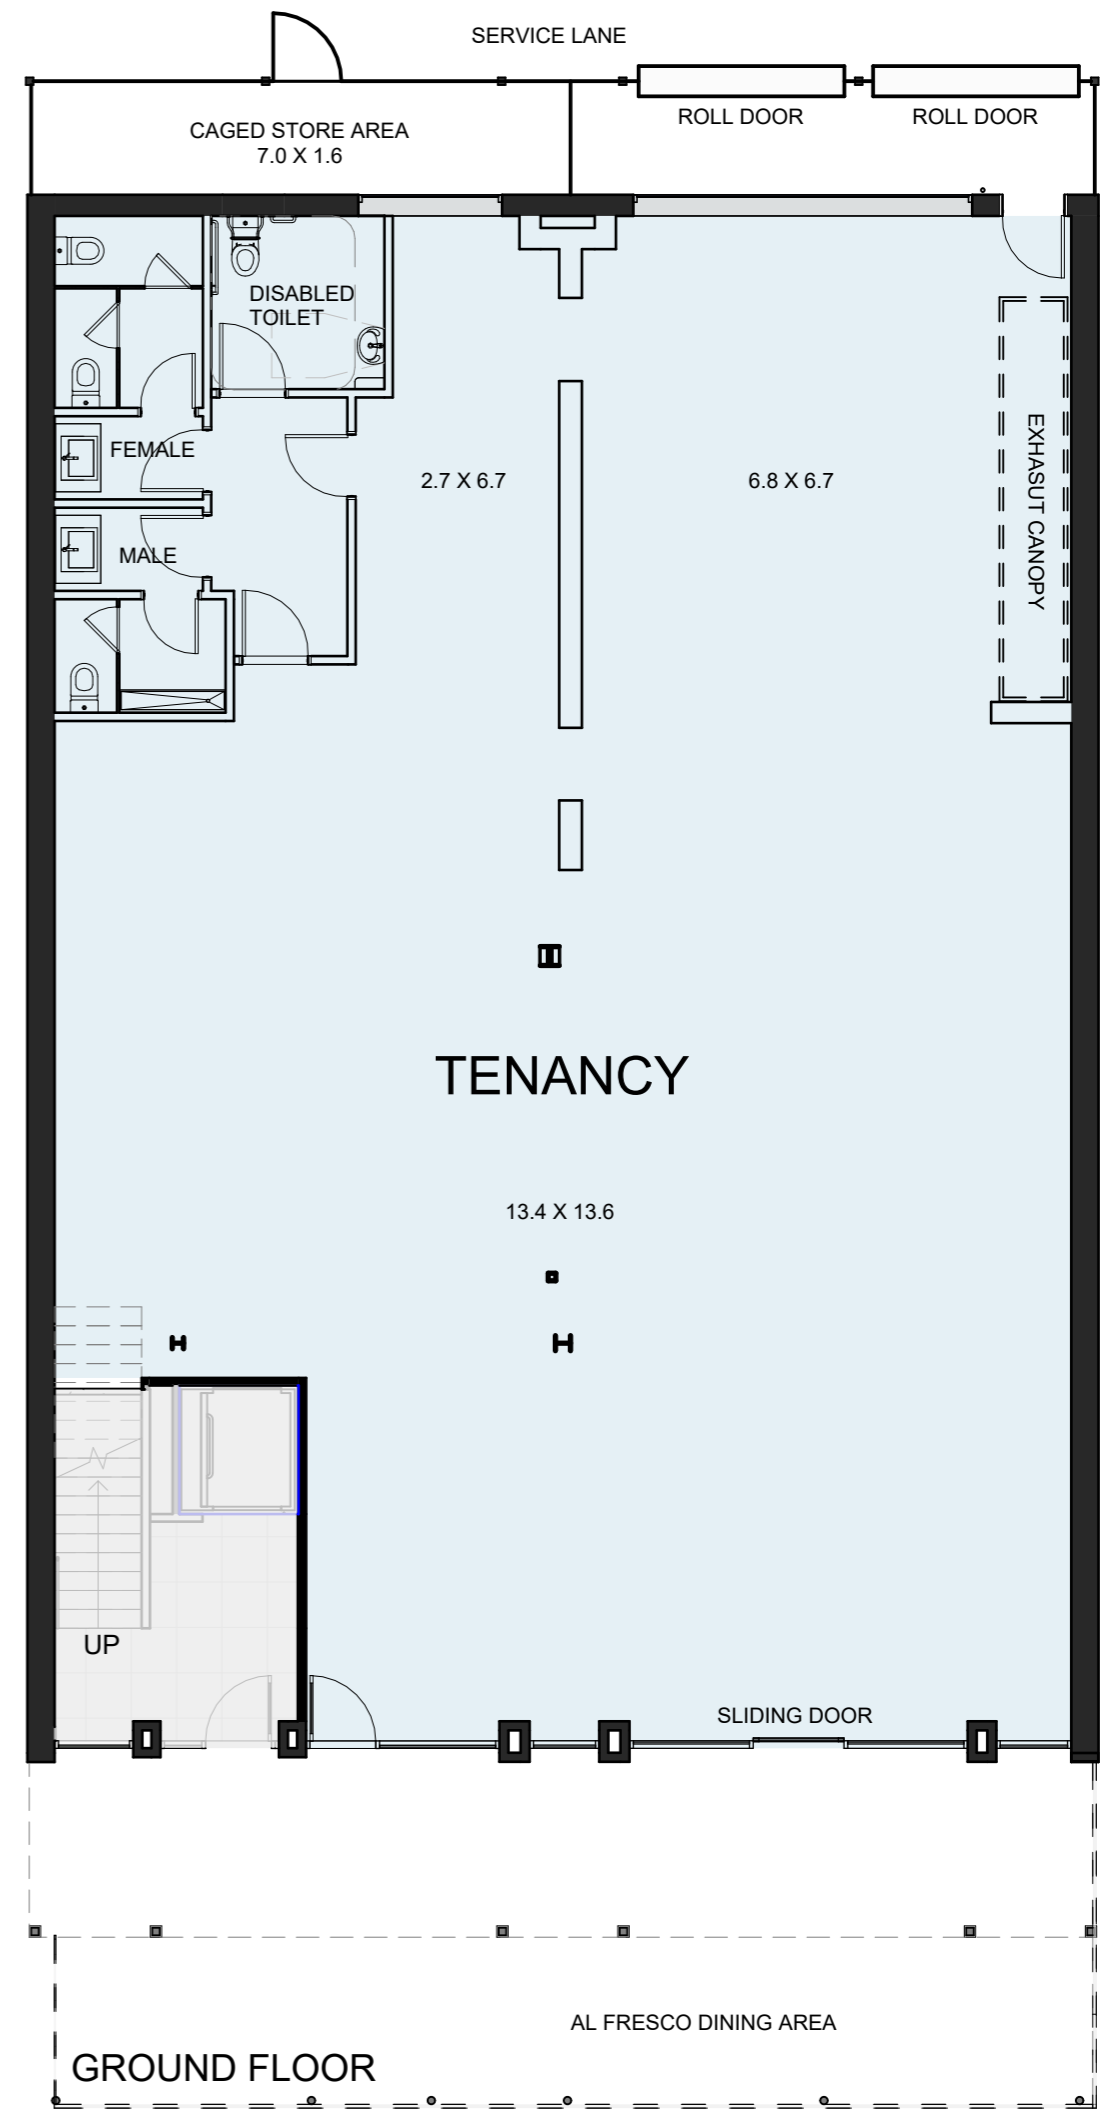 SERVICE LANE
ROLL DOOR
ROLL DOOR
CAGED STORE AREA
7.0 X 1.6
DISABLED
TOILET
FEMALE
2.7 X 6.7
6.8 X 6.7
EXHASUT CANOPY
MALE
TENANCY
13.4 X 13.6
UP
SLIDING DOOR
AL FRESCO DINING AREA
GROUND FLOOR